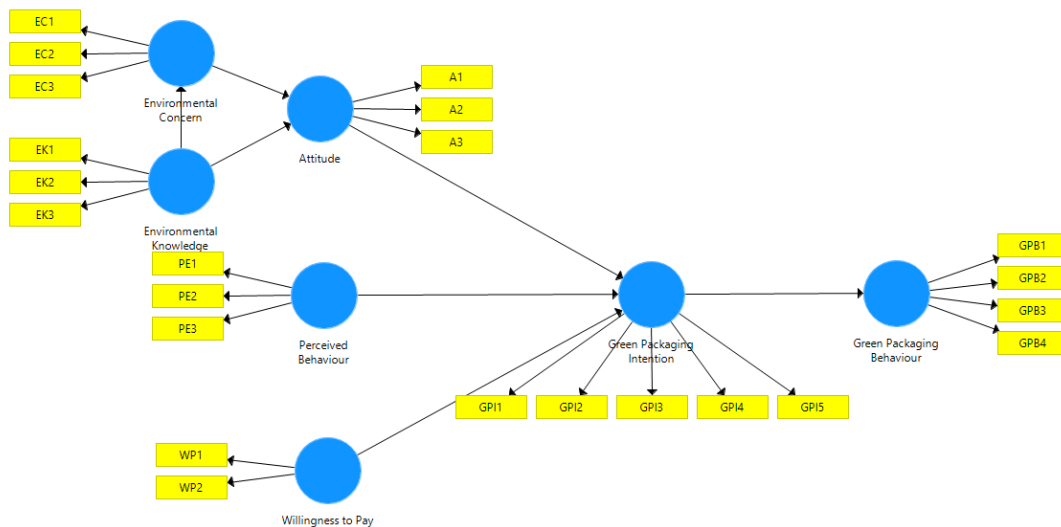 EC1
EC2
EC3
Environmental
Concern
A1
A2
A3
Attitude
EK1
EK2
EK3
Environmental
Knowledge
PE1
PE2
PE3
Perceived
Behaviour
Green Packaging
Intention
GPB1
GPB2
GPB3
GPB4
Green Packaging
Behaviour
GPI1
GPI2
GPI3
GPI4
GPI5
WP1
WP2
Willingness to Pay